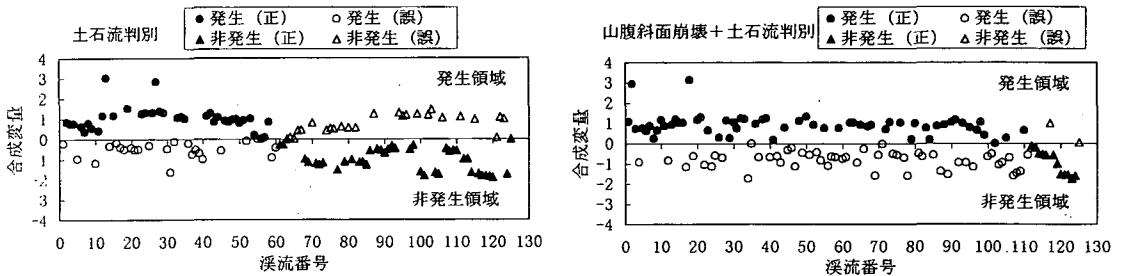 土石流判別
● 発生（正） ○ 発生（誤）
▲ 非発生（正） △ 非発生（誤）
合成変量
4
3
2
1
0
-1
-2
-3
-4
発生領域
非発生領域
0 10 20 30 40 50 60 70 80 90 100 110 120 130
渓流番号
山腹斜面崩壊＋土石流判別
● 発生（正） ○ 発生（誤）
▲ 非発生（正） △ 非発生（誤）
合成変量
4
3
2
1
0
-1
-2
-3
-4
発生領域
非発生領域
0 10 20 30 40 50 60 70 80 90 100.110 120 130
渓流番号